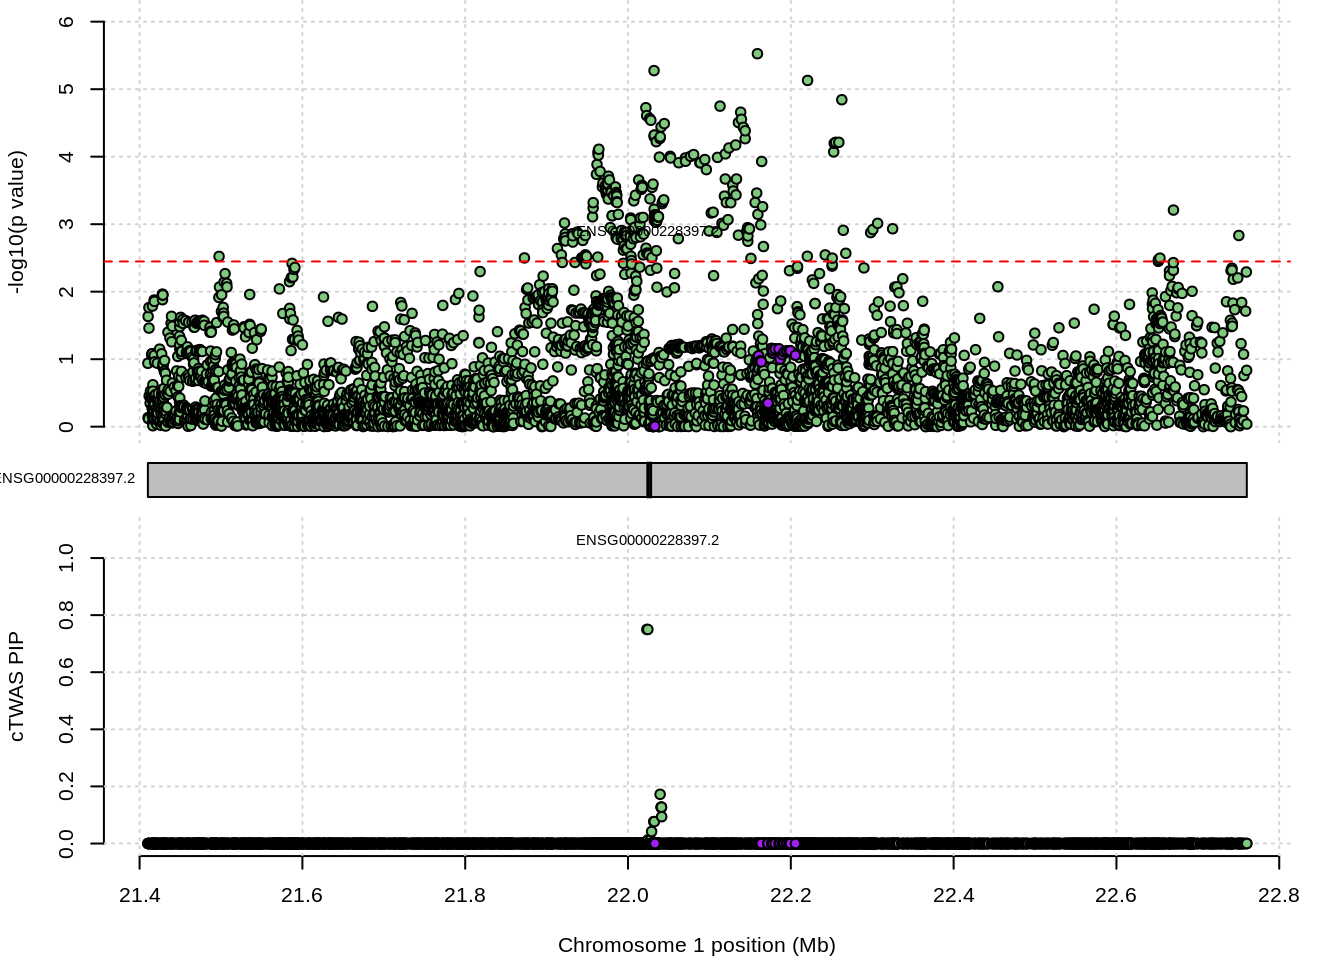 6
5
4
3
2
1
0
-log10(p value)
ENSG00000228397.2
ENSG00000228397.2
ENSG00000228397.2
1.0
0.8
0.6
0.4
0.2
0.0
cTWAS PIP
21.4 21.6 21.8 22.0 22.2 22.4 22.6 22.8
Chromosome 1 position (Mb)